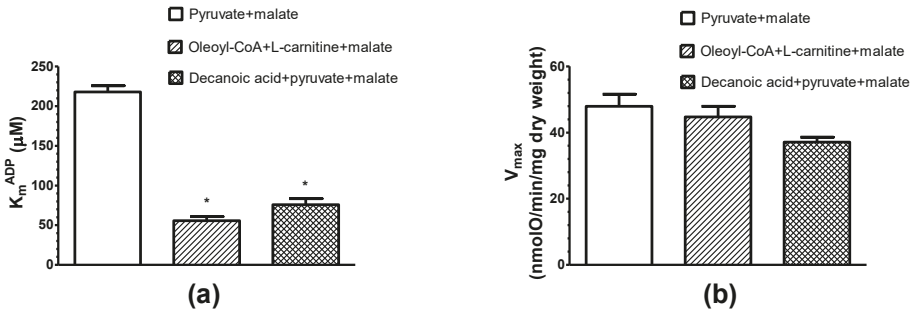 Pyruvate+malate
Oleoyl-CoA+L-carnitine+malate
Decanoic acid+pyruvate+malate
250
200
150
100
50
0
Km ADP (μM)
*
*
(a)
Pyruvate+malate
Oleoyl-CoA+L-carnitine+malate
Decanoic acid+pyruvate+malate
60
40
20
0
Vmax
(nmolO/min/mg dry weight)
(b)